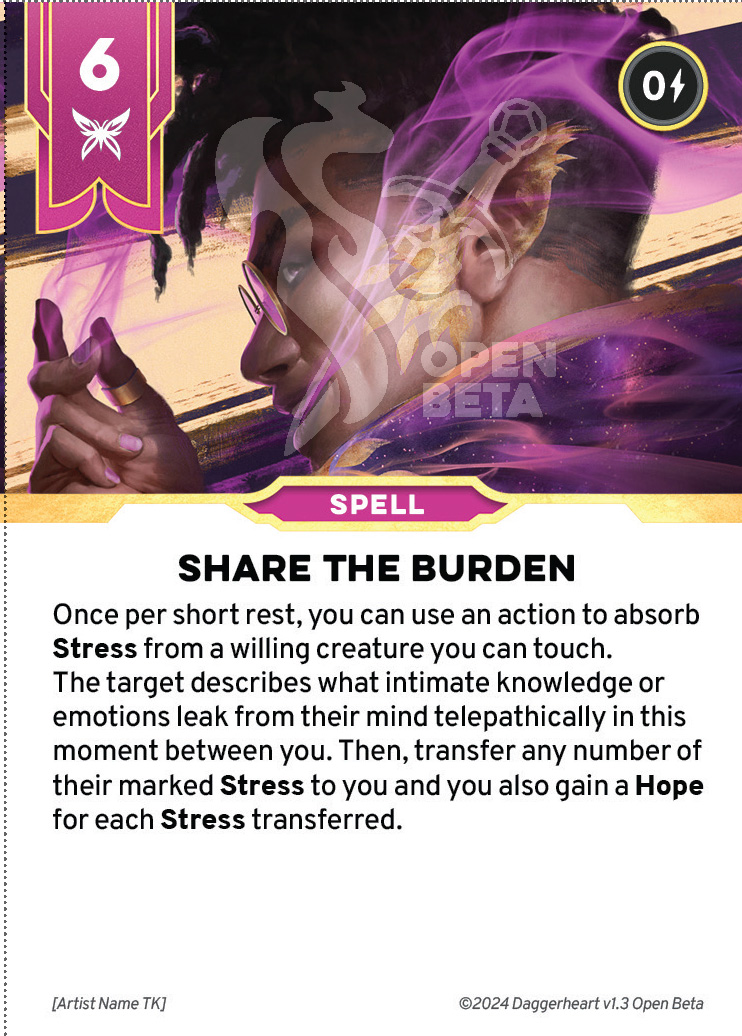 6
0
OPEN
BETA
SPELL
SHARE THE BURDEN
Once per short rest, you can use an action to absorb
Stress from a willing creature you can touch.
The target describes what intimate knowledge or
emotions leak from their mind telepathically in this
moment between you. Then, transfer any number of
their marked Stress to you and you also gain a Hope
for each Stress transferred.
[Artist Name TK]
©2024 Daggerheart v1.3 Open Beta